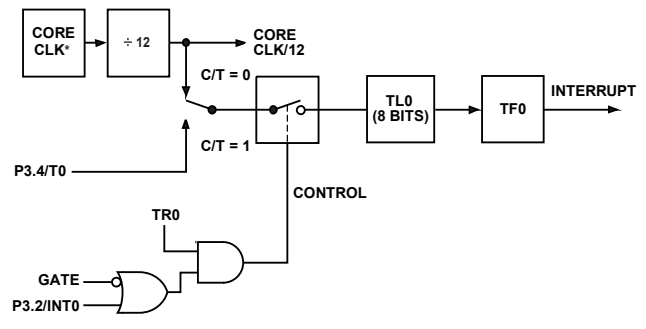 CORE
CLK*
÷ 12
CORE
CLK/12
C/T = 0
C/T = 1
TL0
(8 BITS)
TF0
INTERRUPT
P3.4/T0
CONTROL
TR0
GATE
P3.2/INT0